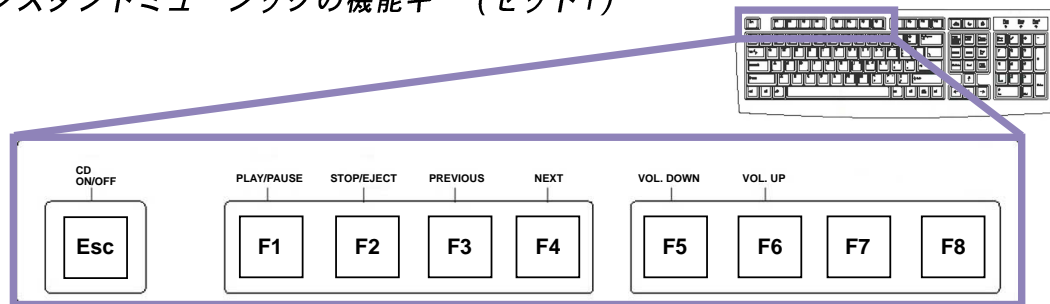 ンスタントミュージックの機能キー (セット1)
CD
ON/OFF
PLAY/PAUSE STOP/EJECT PREVIOUS NEXT VOL. DOWN VOL. UP
Esc F1 F2 F3 F4 F5 F6 F7 F8